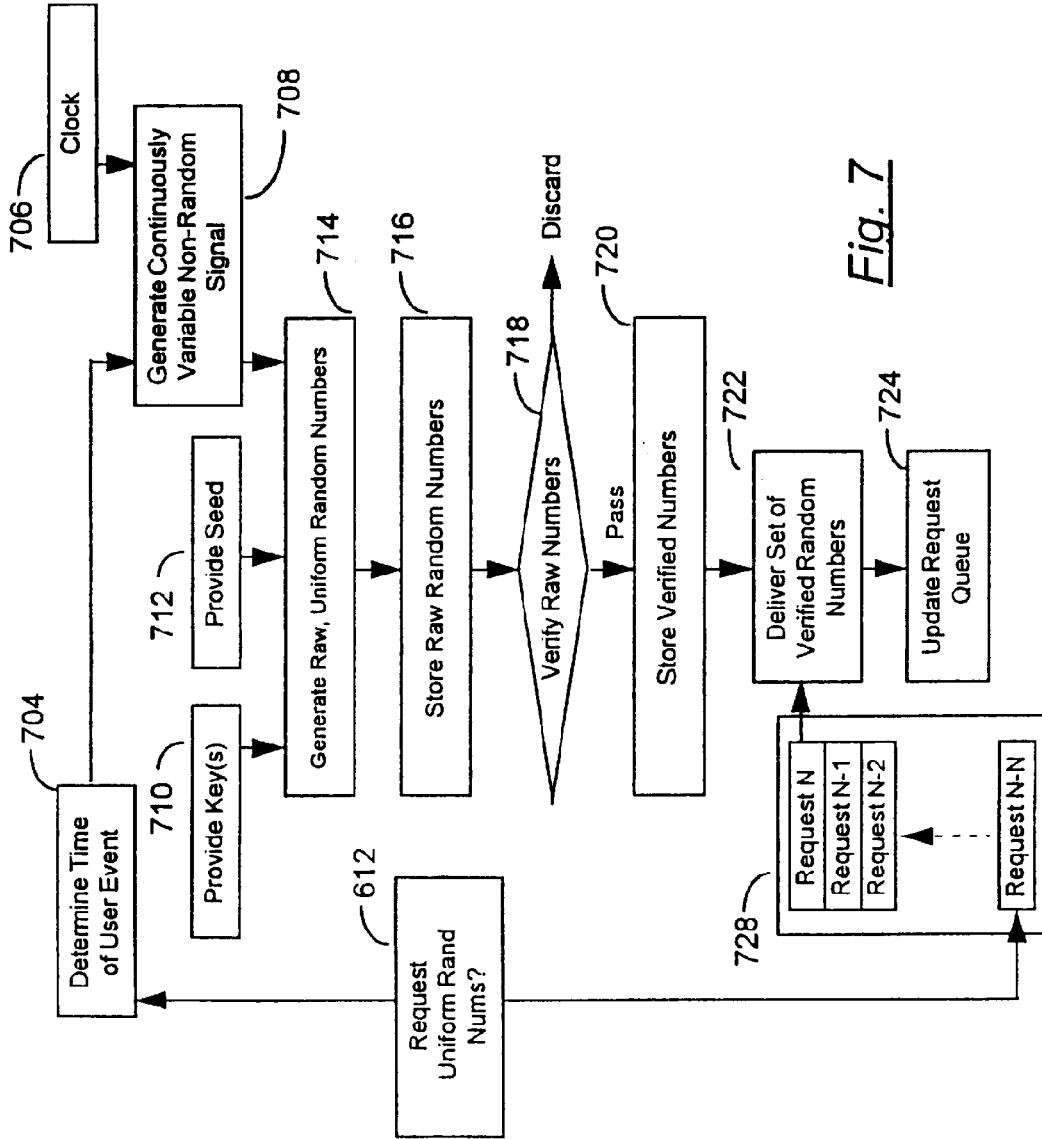 706
Clock
704
Determine Time
of User Event
Generate Continuously
Variable Non-Random
Signal
708
710
Provide Key(s)
712
Provide Seed
Generate Raw, Uniform Random Numbers
714
Store Raw Random Numbers
716
612
Request
Uniform Rand
Nums?
Verify Raw Numbers
718
Discard
Pass
Store Verified Numbers
720
728
Request N
Request N-1
Request N-2
Request N-N
Deliver Set of
Verified Random
Numbers
722
Update Request
Queue
724
Fig. 7